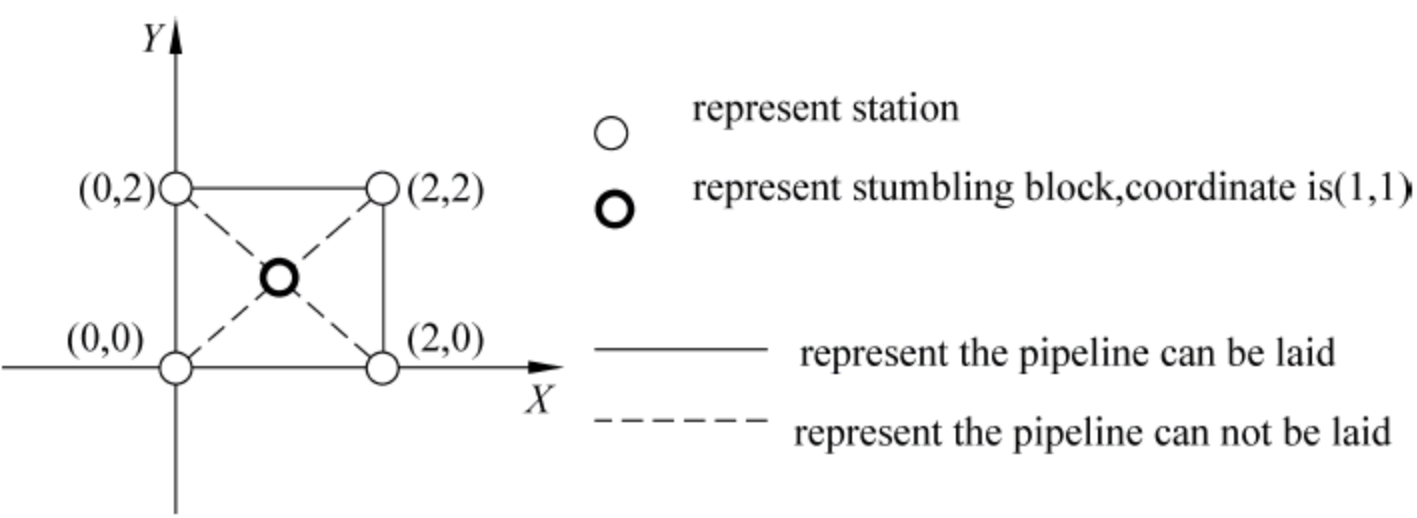 Y
represent station
(0,2) (2,2) represent stumbling block,coordinate is(1,1)
(0,0) (2,0) represent the pipeline can be laid
X
represent the pipeline can not be laid